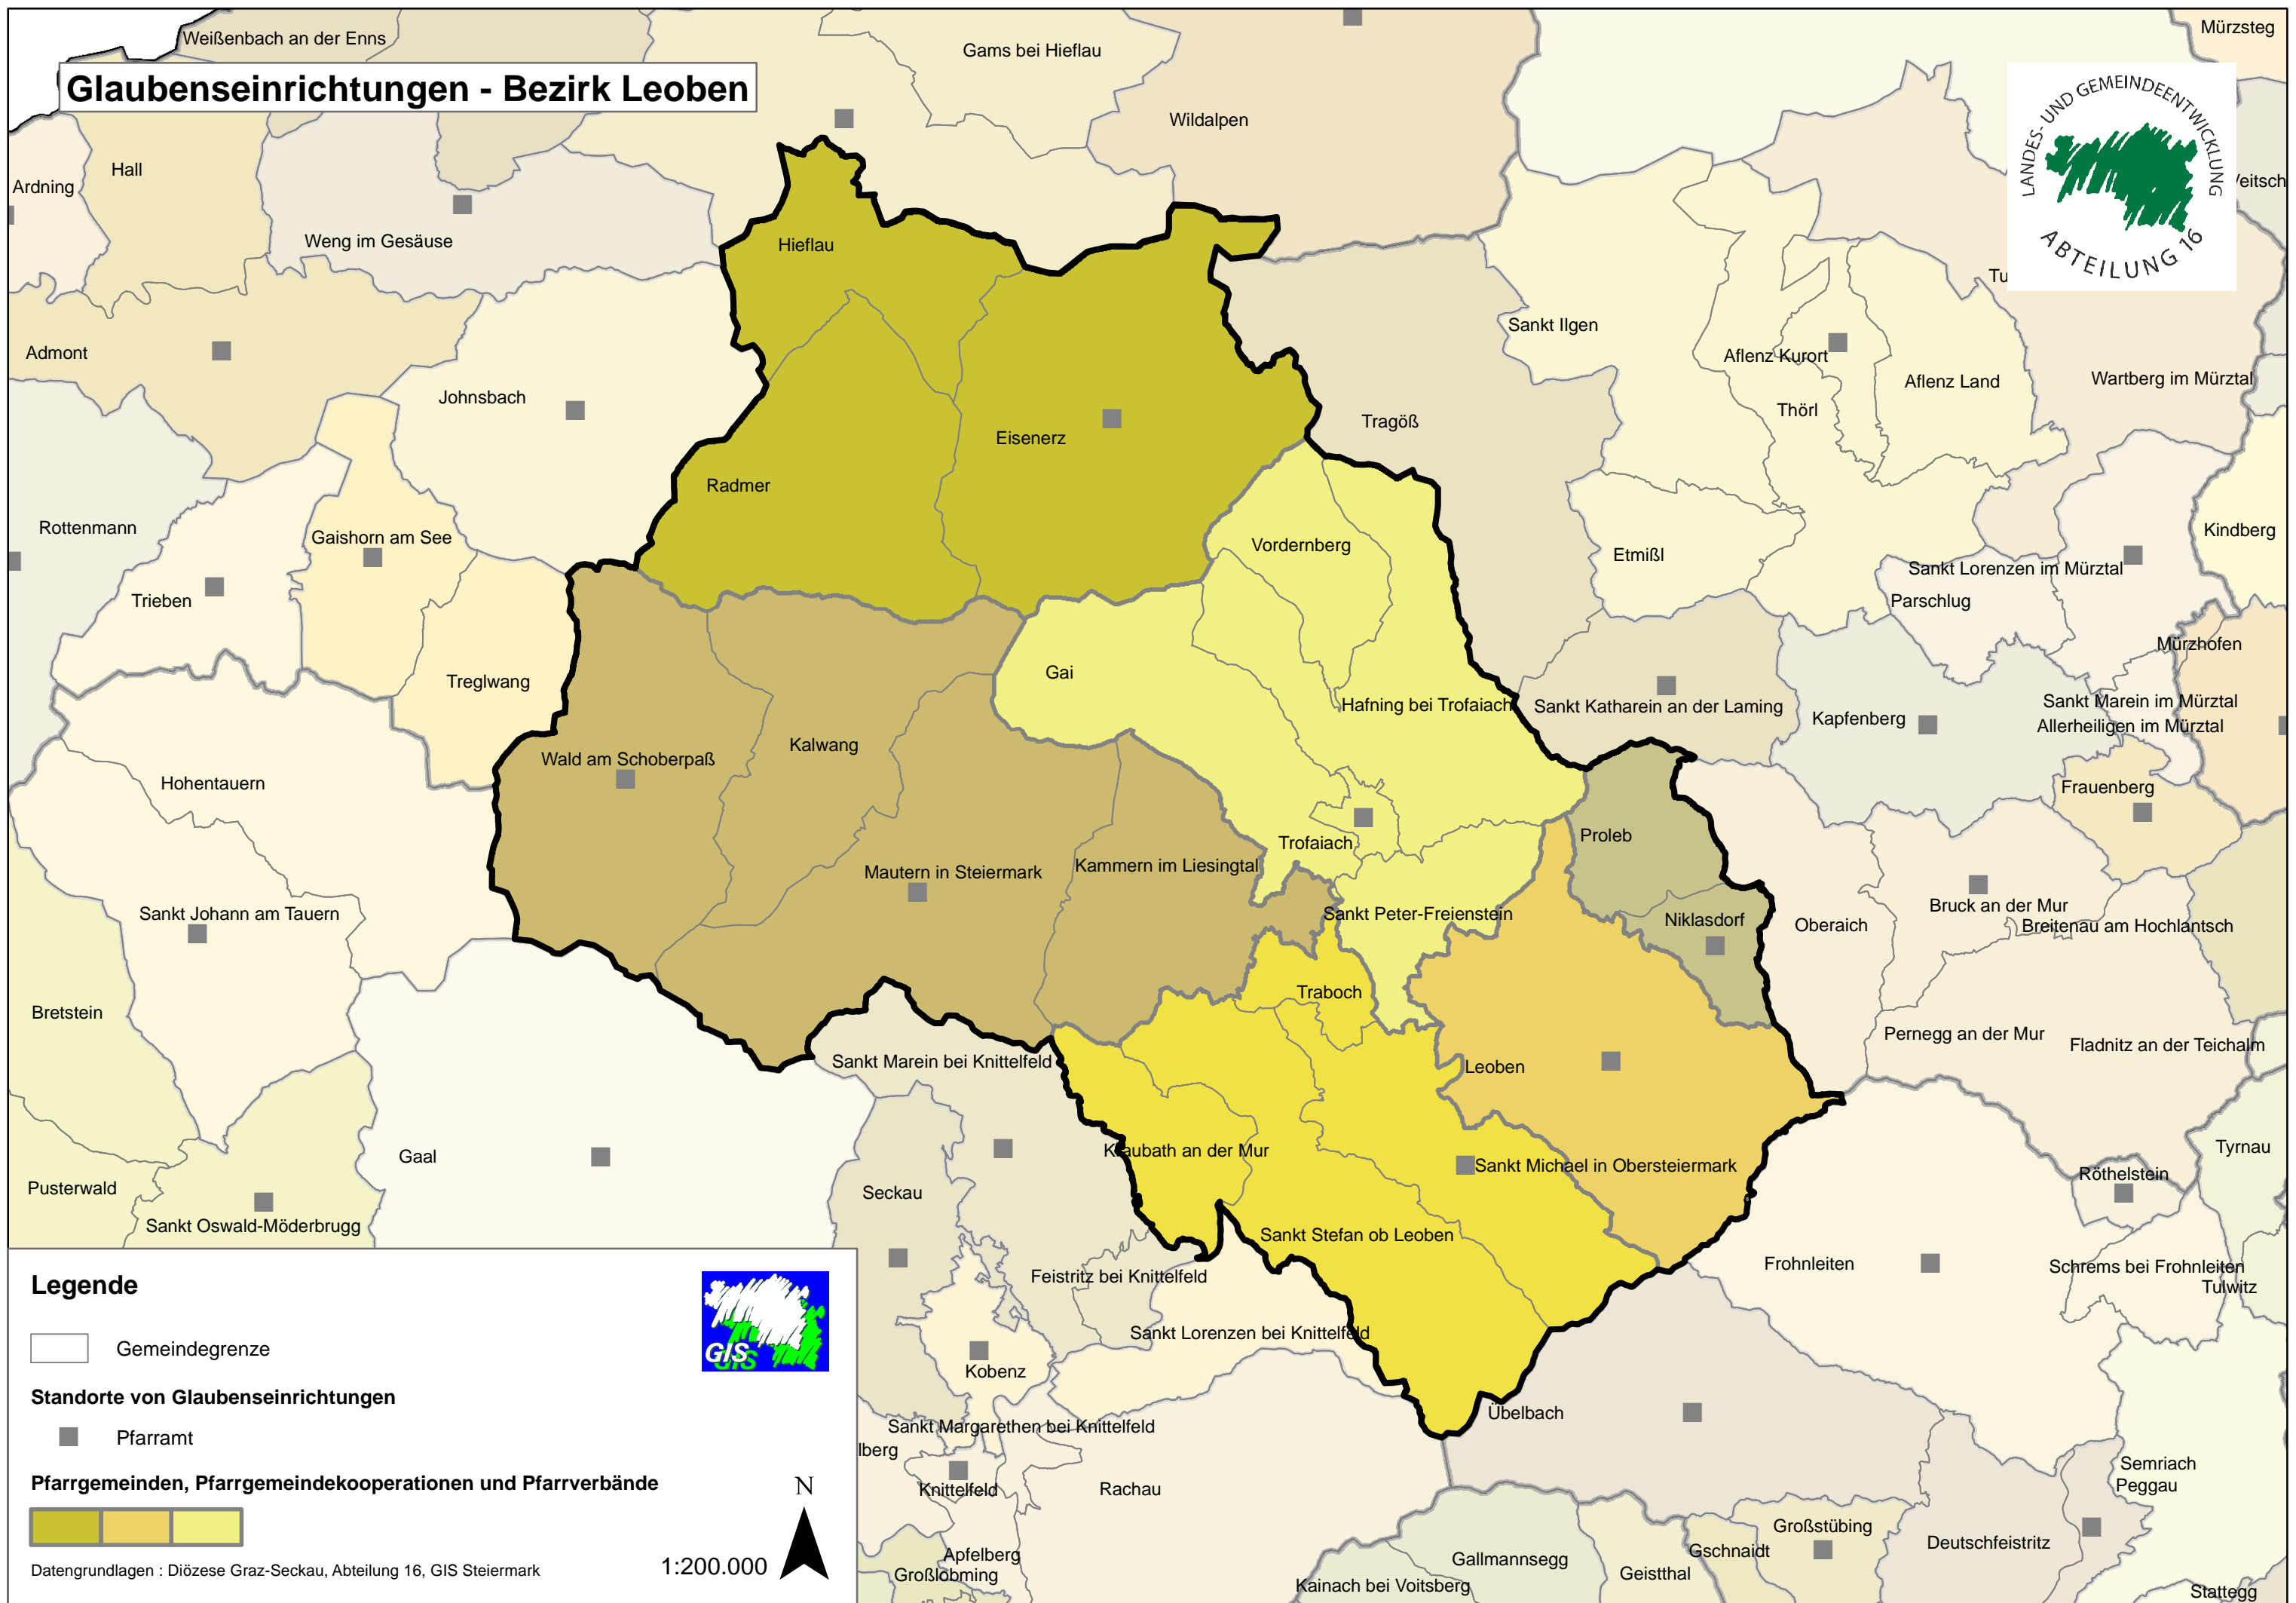 Weißenbach an der Enns
Gams bei Hieflau
Mürzsteg
Glaubenseinrichtungen - Bezirk Leoben
LANDES- UND GEMEINDEENTWICKLUNG
ABTEILUNG 16
Wildalpen
Hall
Ardning
Veitsch
Weng im Gesäuse
Hieflau
Tu
Sankt Ilgen
Admont
Aflenz Kurort
Aflenz Land
Wartberg im Mürztal
Johnsbach
Thörl
Tragöß
Eisenerz
Radmer
Rottenmann
Gaishorn am See
Vordernberg
Etmißl
Kindberg
Sankt Lorenzen im Mürztal
Trieben
Parschlug
Mürzhofen
Gai
Treglwang
Hafning bei Trofaiach
Sankt Katharein an der Laming
Sankt Marein im Mürztal
Kapfenberg
Allerheiligen im Mürztal
Kalwang
Wald am Schoberpaß
Hohentauern
Frauenberg
Proleb
Trofaiach
Kammern im Liesingtal
Mautern in Steiermark
Sankt Johann am Tauern
Sankt Peter-Freienstein
Niklasdorf
Oberaich
Bruck an der Mur
Breitenau am Hochlantsch
Traboch
Bretstein
Pernegg an der Mur
Fladnitz an der Teichalm
Sankt Marein bei Knittelfeld
Leoben
Kraubath an der Mur
Gaal
Sankt Michael in Obersteiermark
Tyrnau
Röthelstein
Pusterwald
Seckau
Sankt Oswald-Möderbrugg
Sankt Stefan ob Leoben
Frohnleiten
Schrems bei Frohnleiten
Feistritz bei Knittelfeld
Tulwitz
Sankt Lorenzen bei Knittelfeld
Kobenz
Übelbach
Sankt Margarethen bei Knittelfeld
lberg
Knittelfeld
Rachau
Semriach
Peggau
Großstübing
Deutschfeistritz
Gschnaidt
Apfelberg
Gallmannsegg
Großlobming
Geistthal
Kainach bei Voitsberg
Stattegg
Legende
Gemeindegrenze
GIS
GIS
Standorte von Glaubenseinrichtungen
Pfarramt
Pfarrgemeinden, Pfarrgemeindekooperationen und Pfarrverbände
N
1:200.000
Datengrundlagen : Diözese Graz-Seckau, Abteilung 16, GIS Steiermark